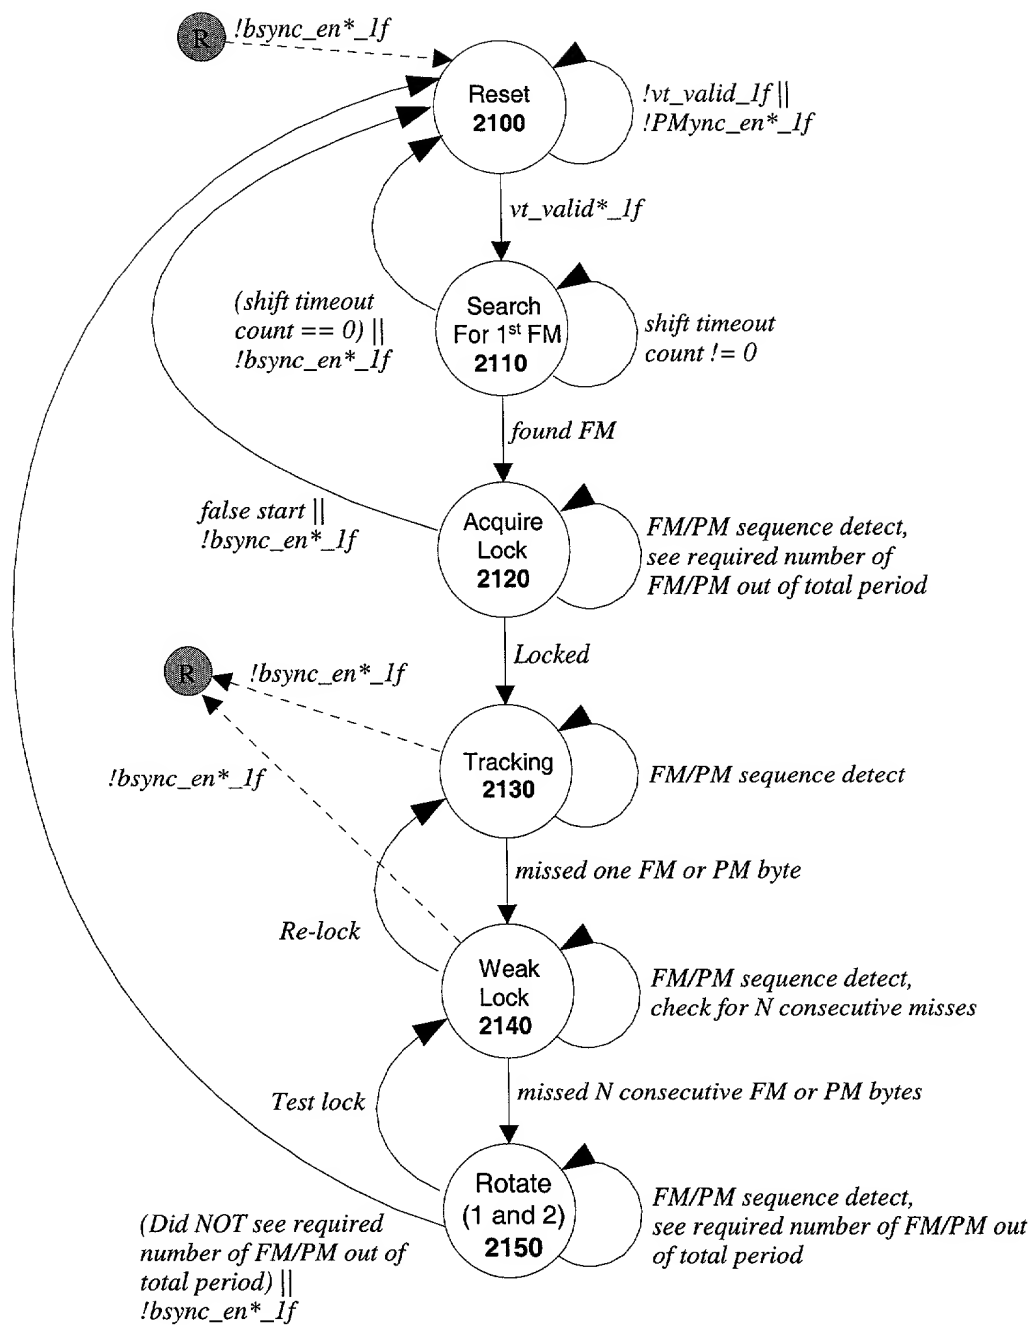 R
!bsync_en*_1f
Reset
2100
!vt_valid_1f ||
!PMync_en*_1f
vt_valid*_1f
(shift timeout
count == 0) ||
!bsync_en*_1f
Search
For 1st FM
2110
shift timeout
count != 0
found FM
false start ||
!bsync_en*_1f
Acquire
Lock
2120
FM/PM sequence detect,
see required number of
FM/PM out of total period
Locked
R
!bsync_en*_1f
!bsync_en*_1f
Tracking
2130
FM/PM sequence detect
missed one FM or PM byte
Re-lock
Weak
Lock
2140
FM/PM sequence detect,
check for N consecutive misses
missed N consecutive FM or PM bytes
Test lock
Rotate
(1 and 2)
2150
FM/PM sequence detect,
see required number of FM/PM out
of total period
(Did NOT see required
number of FM/PM out of
total period) ||
!bsync_en*_1f